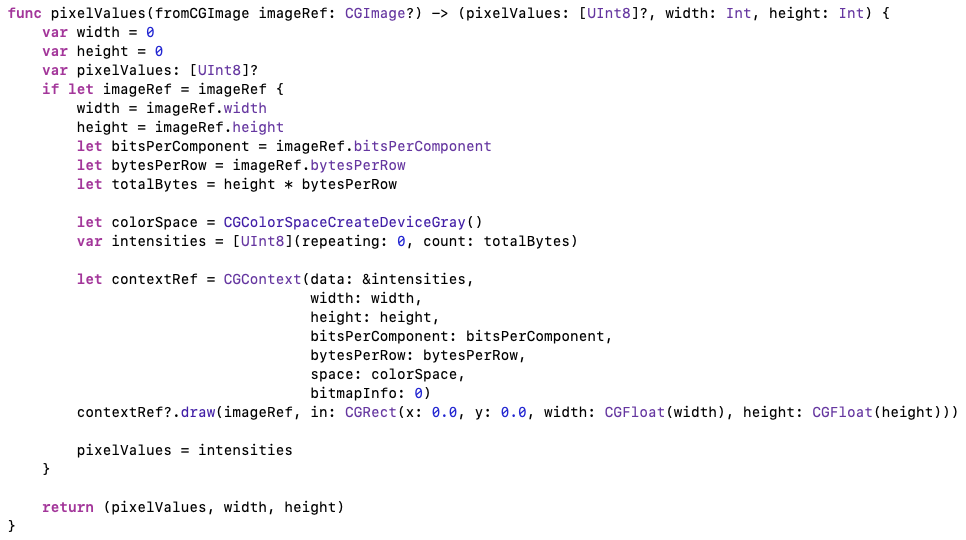 func pixelValues(fromCGImage imageRef: CGImage?) -> (pixelValues: [UInt8]?, width: Int, height: Int) {
    var width = 0
    var height = 0
    var pixelValues: [UInt8]?
    if let imageRef = imageRef {
        width = imageRef.width
        height = imageRef.height
        let bitsPerComponent = imageRef.bitsPerComponent
        let bytesPerRow = imageRef.bytesPerRow
        let totalBytes = height * bytesPerRow

        let colorSpace = CGColorSpaceCreateDeviceGray()
        var intensities = [UInt8](repeating: 0, count: totalBytes)

        let contextRef = CGContext(data: &intensities,
                                   width: width,
                                   height: height,
                                   bitsPerComponent: bitsPerComponent,
                                   bytesPerRow: bytesPerRow,
                                   space: colorSpace,
                                   bitmapInfo: 0)
        contextRef?.draw(imageRef, in: CGRect(x: 0.0, y: 0.0, width: CGFloat(width), height: CGFloat(height)))

        pixelValues = intensities
    }

    return (pixelValues, width, height)
}